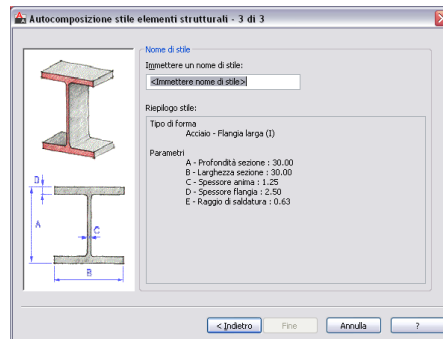 Autocomposizione stile elementi strutturali - 3 di 3
Nome di stile
Immettere un nome di stile:
<Immettere nome di stile>
Riepilogo stile:
Tipo di forma
Acciaio - Flangia larga (I)
Parametri
A - Profondità sezione : 30.00
B - Larghezza sezione : 30.00
C - Spessore anima : 1.25
D - Spessore flangia : 2.50
E - Raggio di saldatura : 0.63
D
A
C
B
< Indietro
Fine
Annulla
?